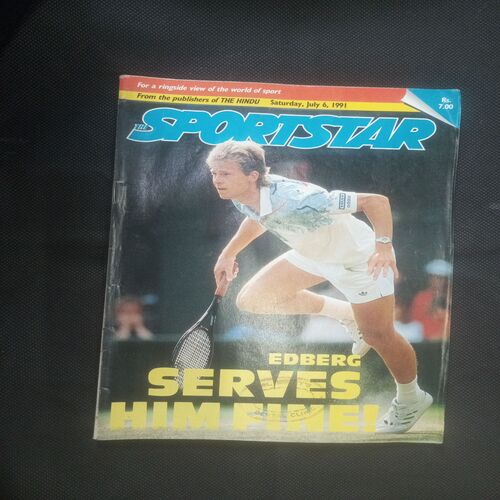 For a ringside view of the world of sport
From the publishers of THE HINDU Saturday, July 6, 1991
Rs.
7.00
THE SPORTSTAR
EDBERG
SERVES
HIM FINE!